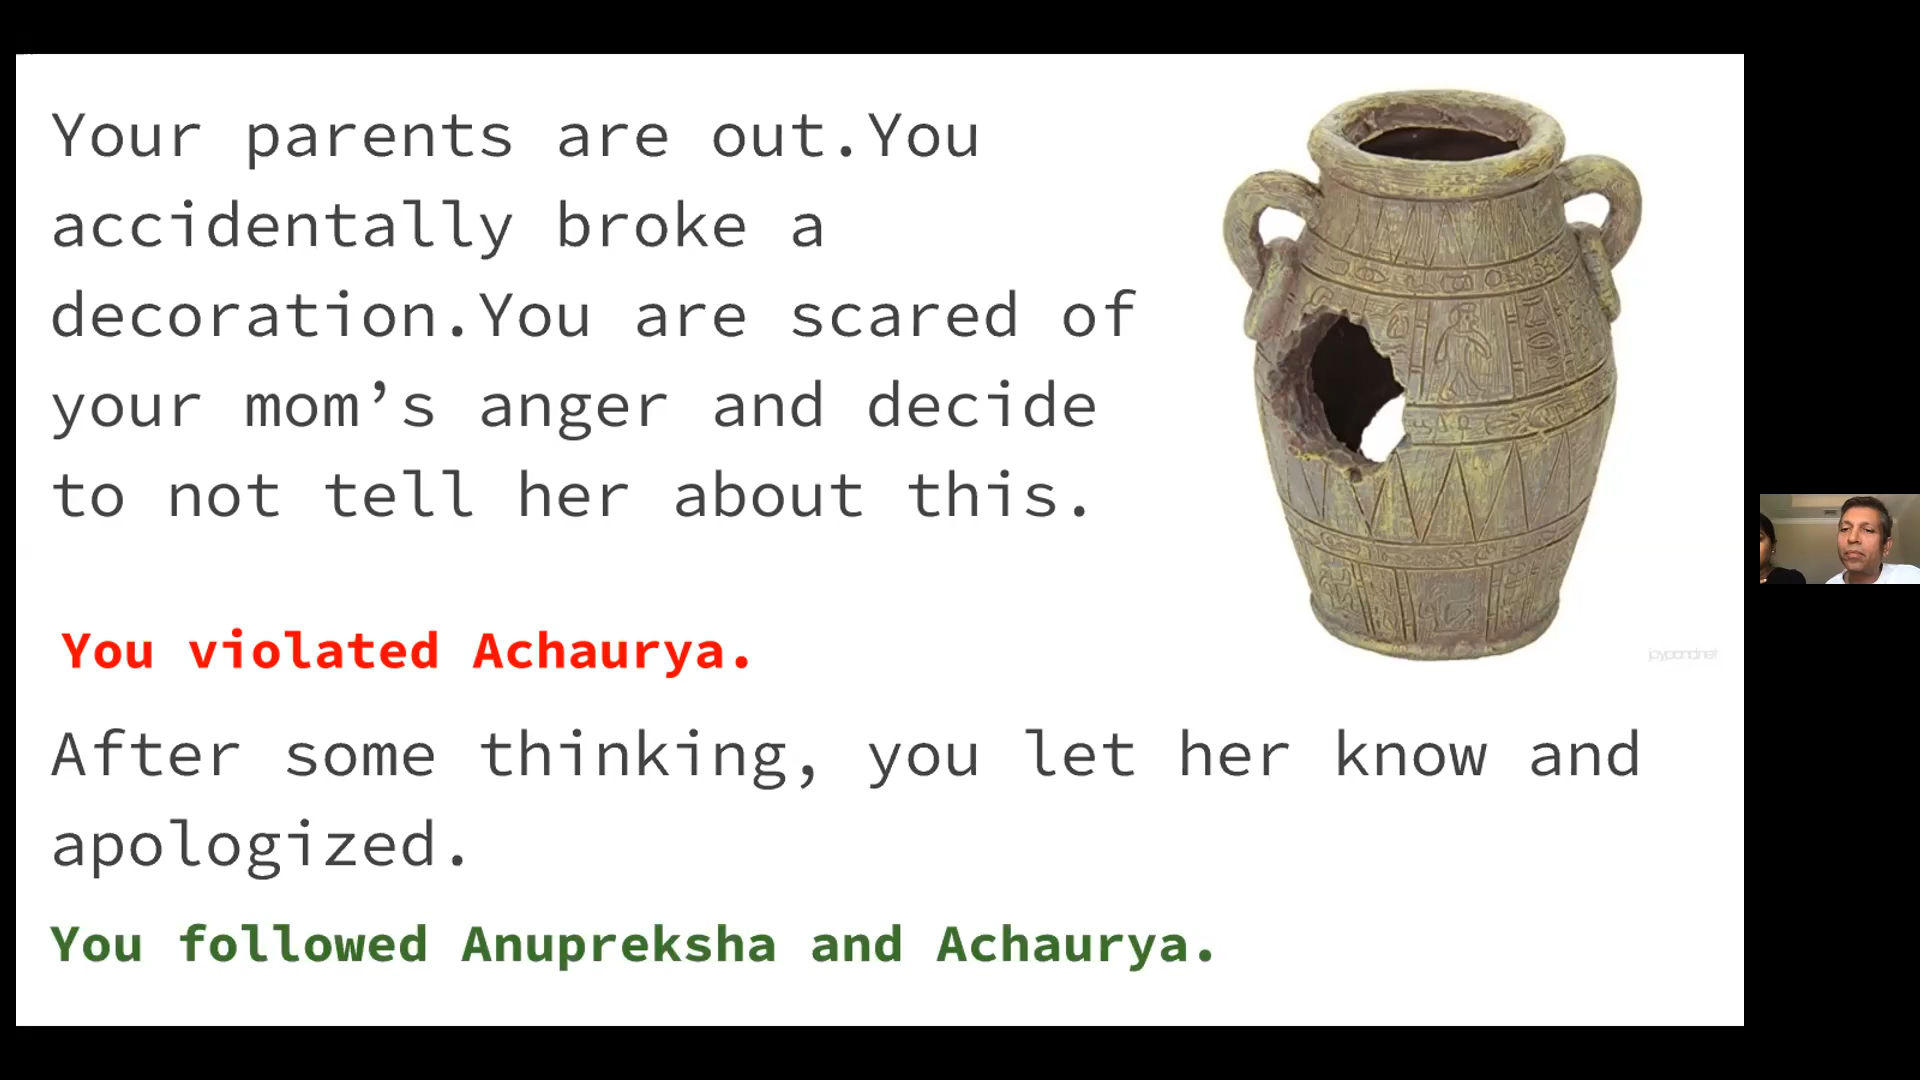 Your parents are out.You
accidentally broke a
decoration.You are scared of
your mom’s anger and decide
to not tell her about this.
You violated Achaurya.
After some thinking, you let her know and
apologized.
You followed Anupreksha and Achaurya.